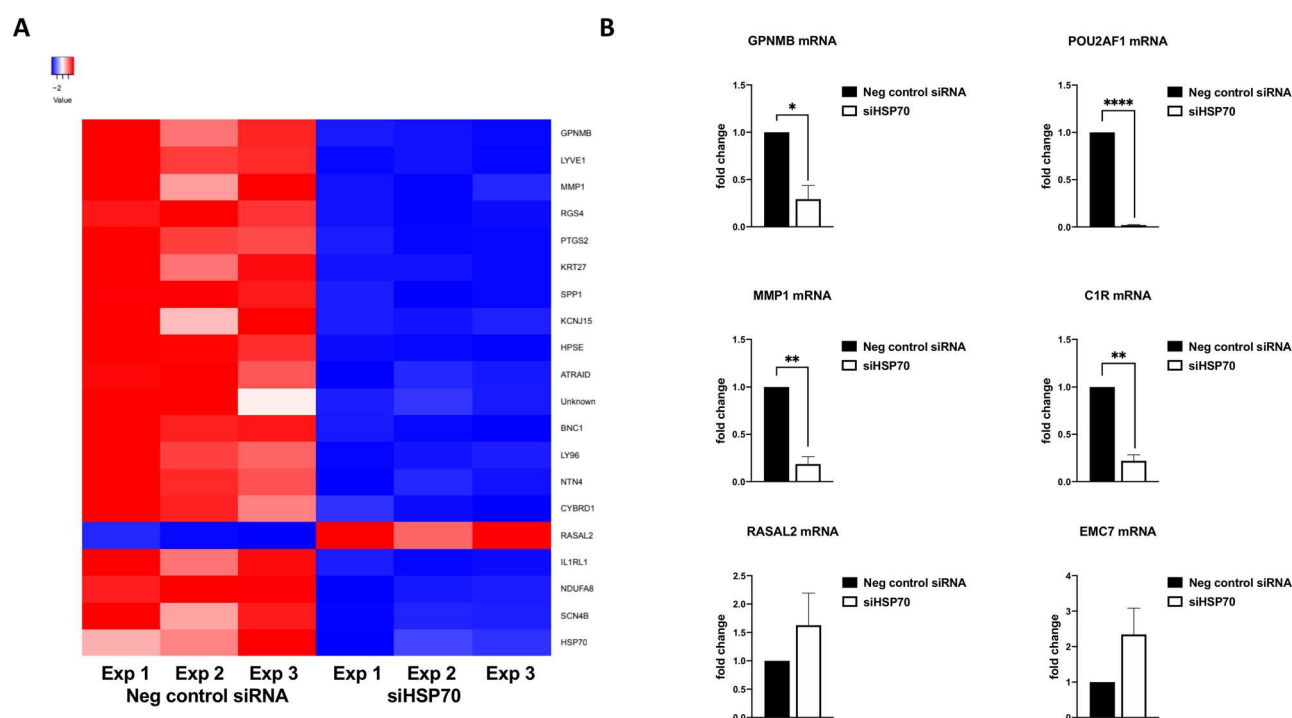 A
−2
Value
GPNMB
LYVE1
MMP1
RGS4
PTGS2
KRT27
SPP1
KCNJ15
HPSE
ATRAID
Unknown
BNC1
LY96
NTN4
CYBRD1
RASAL2
IL1RL1
NDUFA8
SCN4B
HSP70
Exp 1 Exp 2 Exp 3 Exp 1 Exp 2 Exp 3
Neg control siRNA siHSP70
B
GPNMB mRNA
fold change
1.5
1.0
0.5
0.0
*
Neg control siRNA
siHSP70
POU2AF1 mRNA
fold change
1.5
1.0
0.5
0.0
****
Neg control siRNA
siHSP70
MMP1 mRNA
fold change
1.5
1.0
0.5
0.0
**
Neg control siRNA
siHSP70
C1R mRNA
fold change
1.5
1.0
0.5
0.0
**
Neg control siRNA
siHSP70
RASAL2 mRNA
fold change
2.5
2.0
1.5
1.0
0.5
0.0
Neg control siRNA
siHSP70
EMC7 mRNA
fold change
4
3
2
1
0
Neg control siRNA
siHSP70